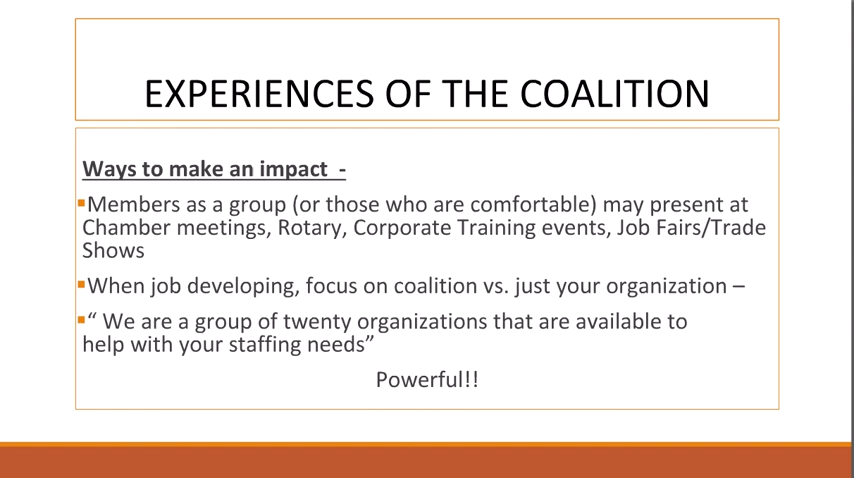 EXPERIENCES OF THE COALITION
Ways to make an impact  -
▪Members as a group (or those who are comfortable) may present at
Chamber meetings, Rotary, Corporate Training events, Job Fairs/Trade
Shows
▪When job developing, focus on coalition vs. just your organization –
▪“ We are a group of twenty organizations that are available to
help with your staffing needs”
Powerful!!